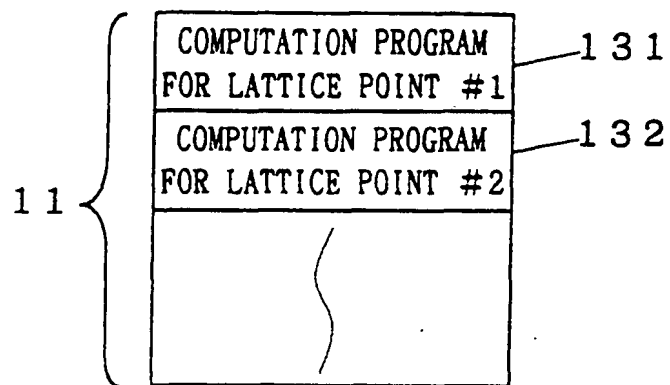 COMPUTATION PROGRAM
FOR LATTICE POINT #1
131
COMPUTATION PROGRAM
FOR LATTICE POINT #2
132
11